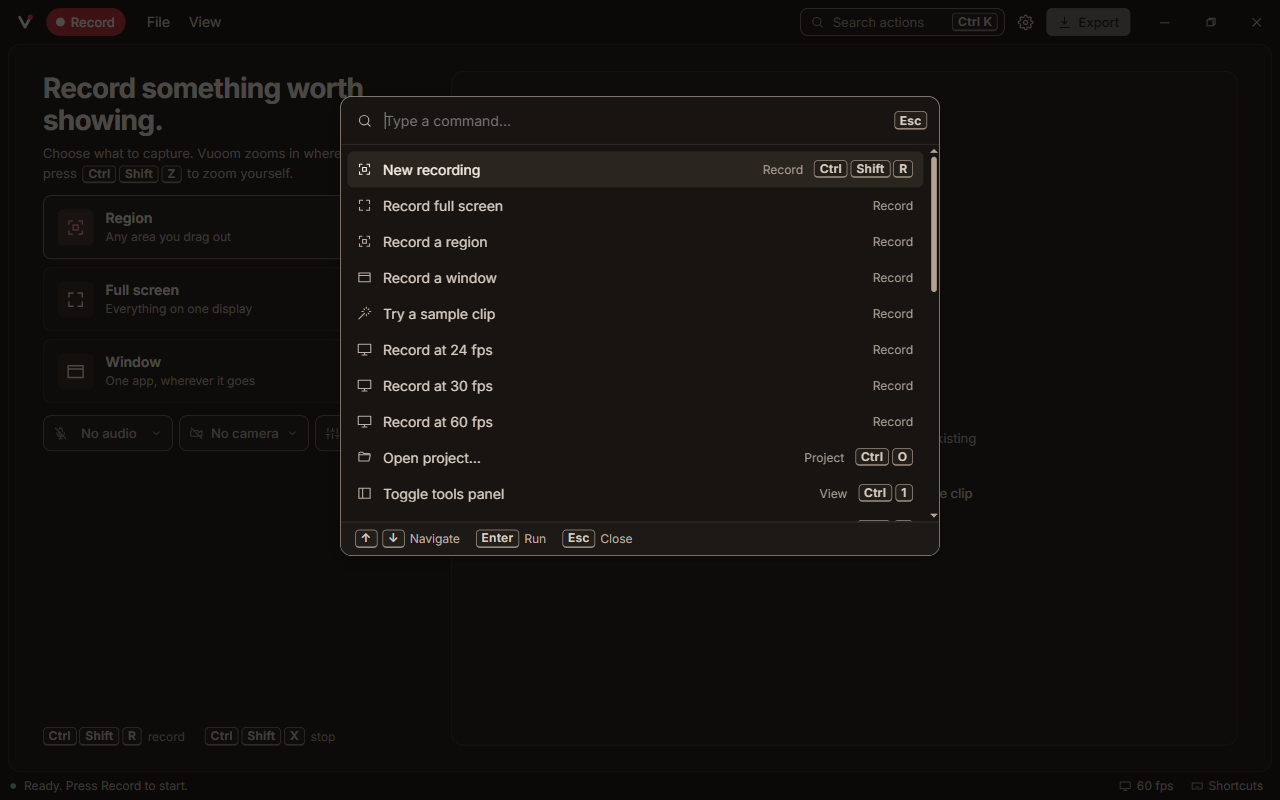 Record File View Search actions Ctrl K Export
Record something worth
showing.
Choose what to capture. Vuoom zooms in where
press Ctrl Shift Z to zoom yourself.
Region
Any area you drag out
Full screen
Everything on one display
Window
One app, wherever it goes
No audio No camera
Type a command... Esc
New recording Record Ctrl Shift R
Record full screen Record
Record a region Record
Record a window Record
Try a sample clip Record
Record at 24 fps Record
Record at 30 fps Record
Record at 60 fps Record
Open project... Project Ctrl O
Toggle tools panel View Ctrl 1
Navigate Enter Run Esc Close
clip
Ctrl Shift R record Ctrl Shift X stop
Ready. Press Record to start. 60 fps Shortcuts